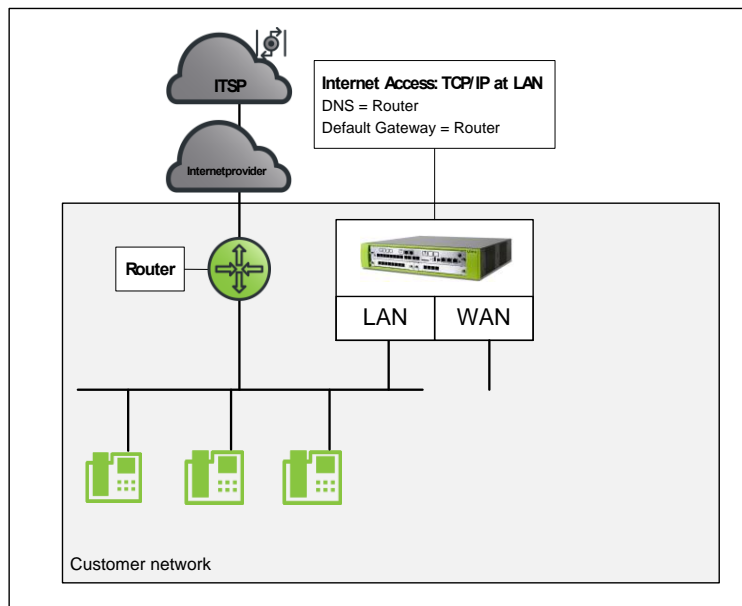 ITSP
Internet Access: TCP/IP at LAN
DNS = Router
Default Gateway = Router
Internetprovider
Router
LAN
WAN
Customer network